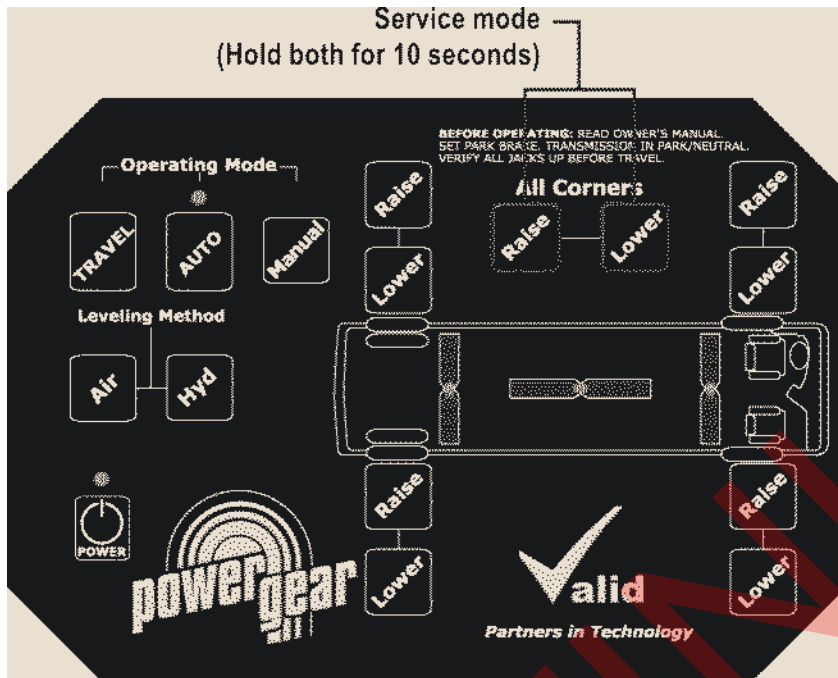 Service mode
(Hold both for 10 seconds)
BEFORE OPERATING: READ OWNER'S MANUAL.
SET PARK BRAKE. TRANSMISSION IN PARK/NEUTRAL.
VERIFY ALL JACKS UP BEFORE TRAVEL.
Operating Mode
All Corners
TRAVEL
AUTO
Manual
Raise
Raise
Lower
Raise
Lower
Lower
Leveling Method
Air
Hyd
Raise
Raise
POWER
Lower
Lower
power gear
Valid
Partners in Technology